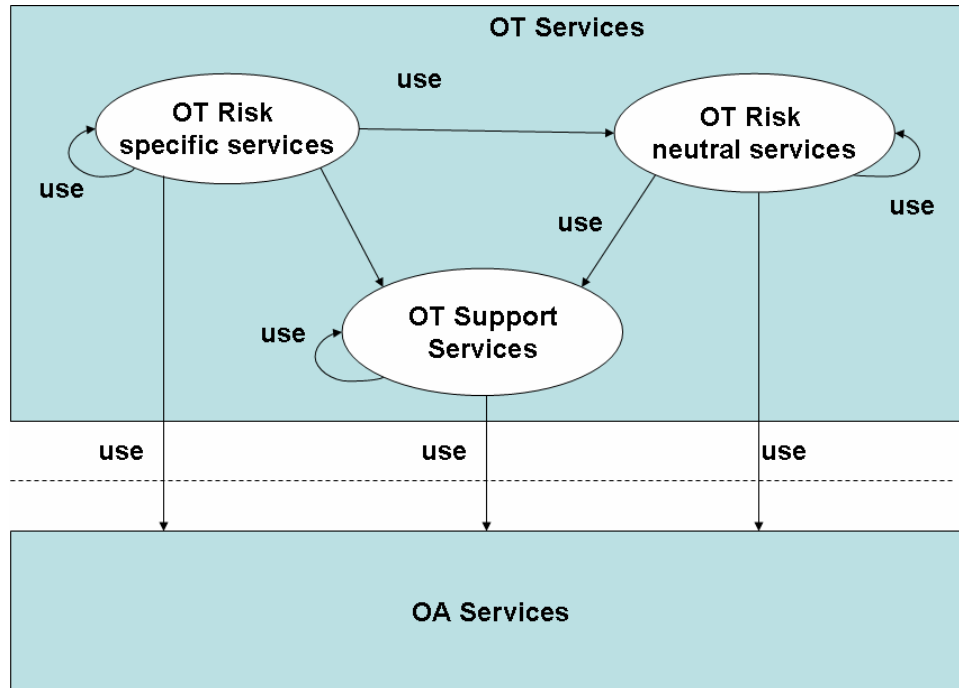 OT Services
use
OT Risk
specific services
OT Risk
neutral services
use
use
use
OT Support
Services
use
use
use
use
OA Services